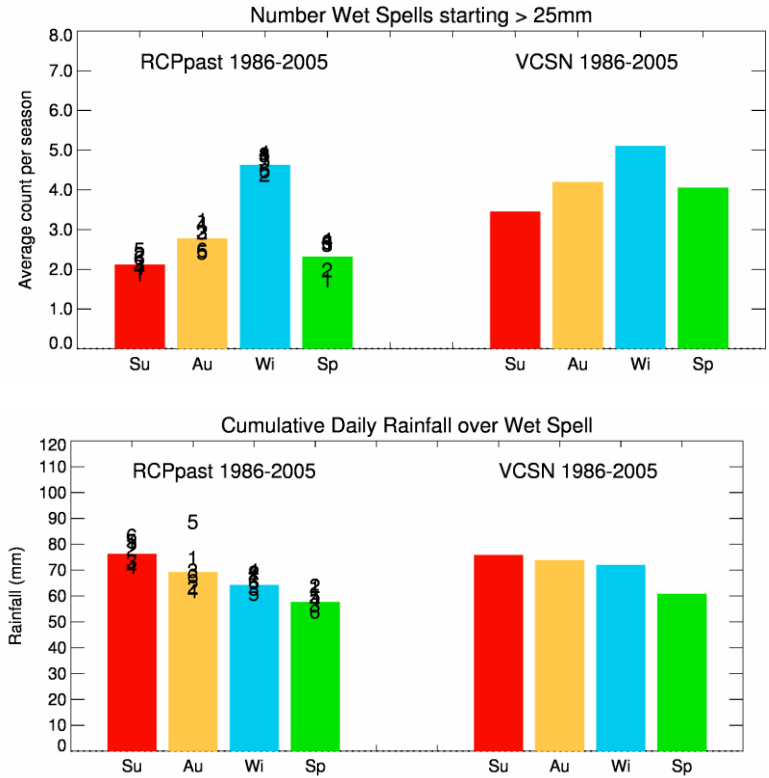 Number Wet Spells starting > 25mm
8.0
7.0
6.0
5.0
4.0
3.0
2.0
1.0
0.0
Average count per season
RCPpast 1986-2005
VCSN 1986-2005
Su Au Wi Sp Su Au Wi Sp
Cumulative Daily Rainfall over Wet Spell
120
110
100
90
80
70
60
50
40
30
20
10
0
Rainfall (mm)
RCPpast 1986-2005
VCSN 1986-2005
5
1
Su Au Wi Sp Su Au Wi Sp